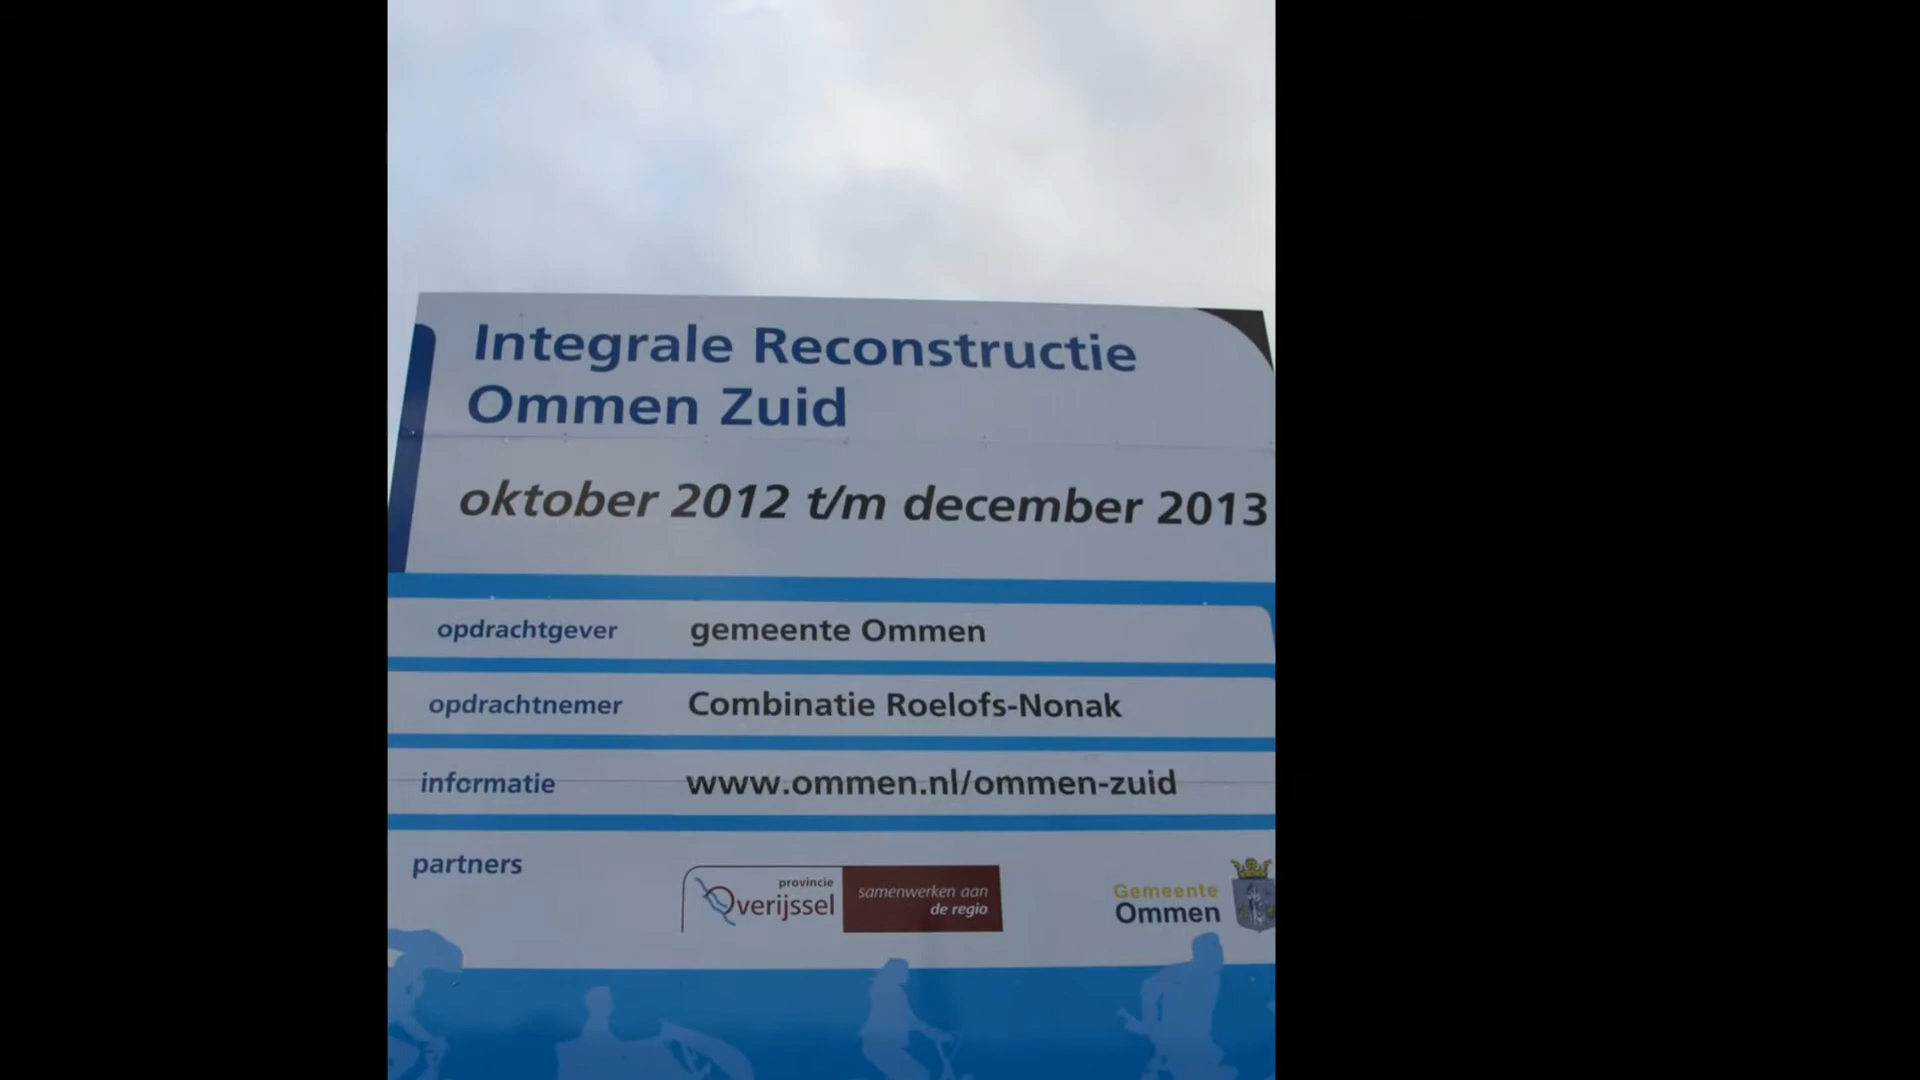 Integrale Reconstructie
Ommen Zuid
oktober 2012 t/m december 2013
opdrachtgever gemeente Ommen
opdrachtnemer Combinatie Roelofs-Nonak
informatie www.ommen.nl/ommen-zuid
partners
provincie
Overijssel
samenwerken aan
de regio
Gemeente
Ommen